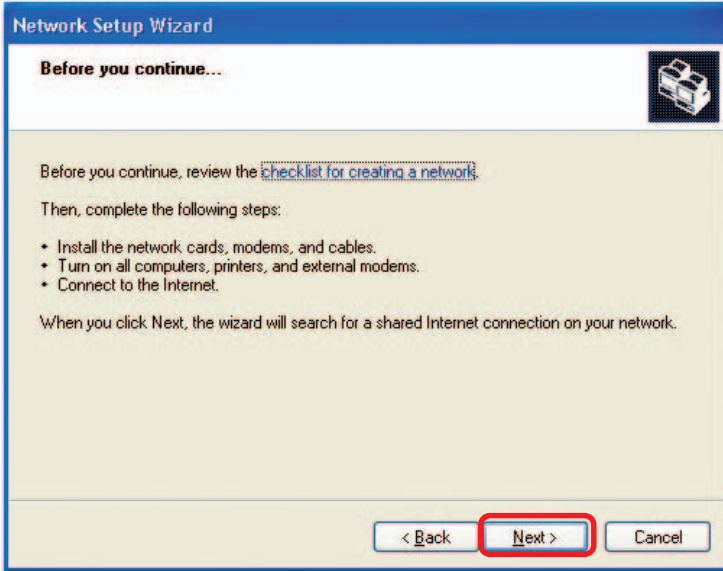 Network Setup Wizard
Before you continue...
Before you continue, review the checklist for creating a network.
Then, complete the following steps:
• Install the network cards, modems, and cables.
• Turn on all computers, printers, and external modems.
• Connect to the Internet.
When you click Next, the wizard will search for a shared Internet connection on your network.
< Back Next > Cancel